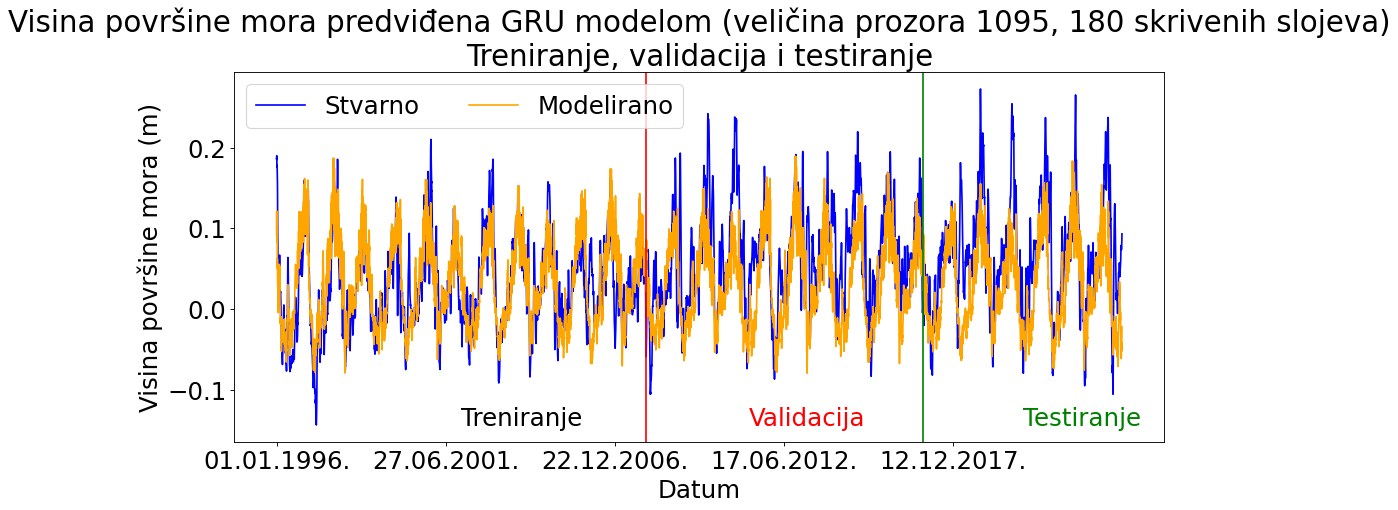 Visina površine mora predviđena GRU modelom (veličina prozora 1095, 180 skrivenih slojeva)
Treniranje, validacija i testiranje
Stvarno
Modelirano
Visina površine mora (m)
0.2
0.1
0.0
−0.1
Treniranje
Validacija
Testiranje
01.01.1996.
27.06.2001.
22.12.2006.
17.06.2012.
12.12.2017.
Datum